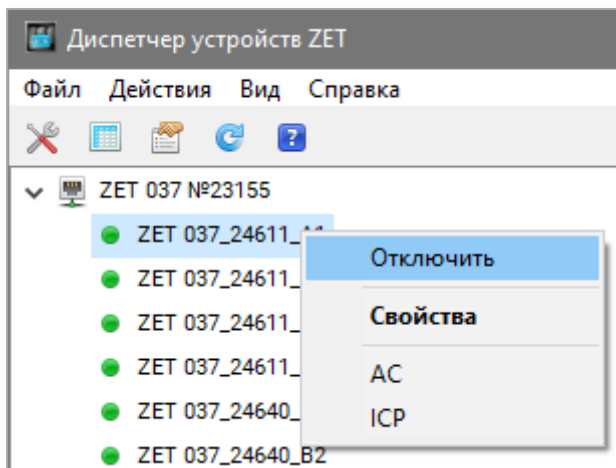 Диспетчер устройств ZET
Файл Действия Вид Справка
ZET 037 №23155
ZET 037_24611_A1
Отключить
ZET 037_24611_
Свойства
ZET 037_24611_
ZET 037_24611_
AC
ZET 037_24640_
ICP
ZET 037_24640_B2